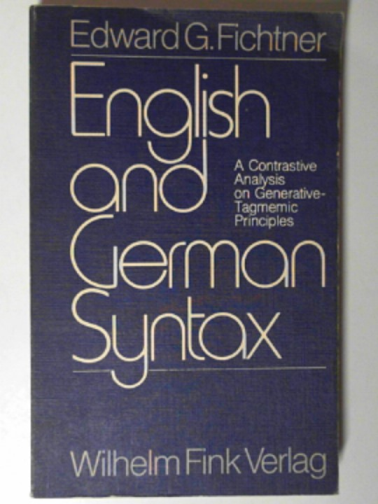 Edward G. Fichtner
English
and
German
Syntax
A Contrastive
Analysis
on Generative-
Tagmemic
Principles
Wilhelm Fink Verlag